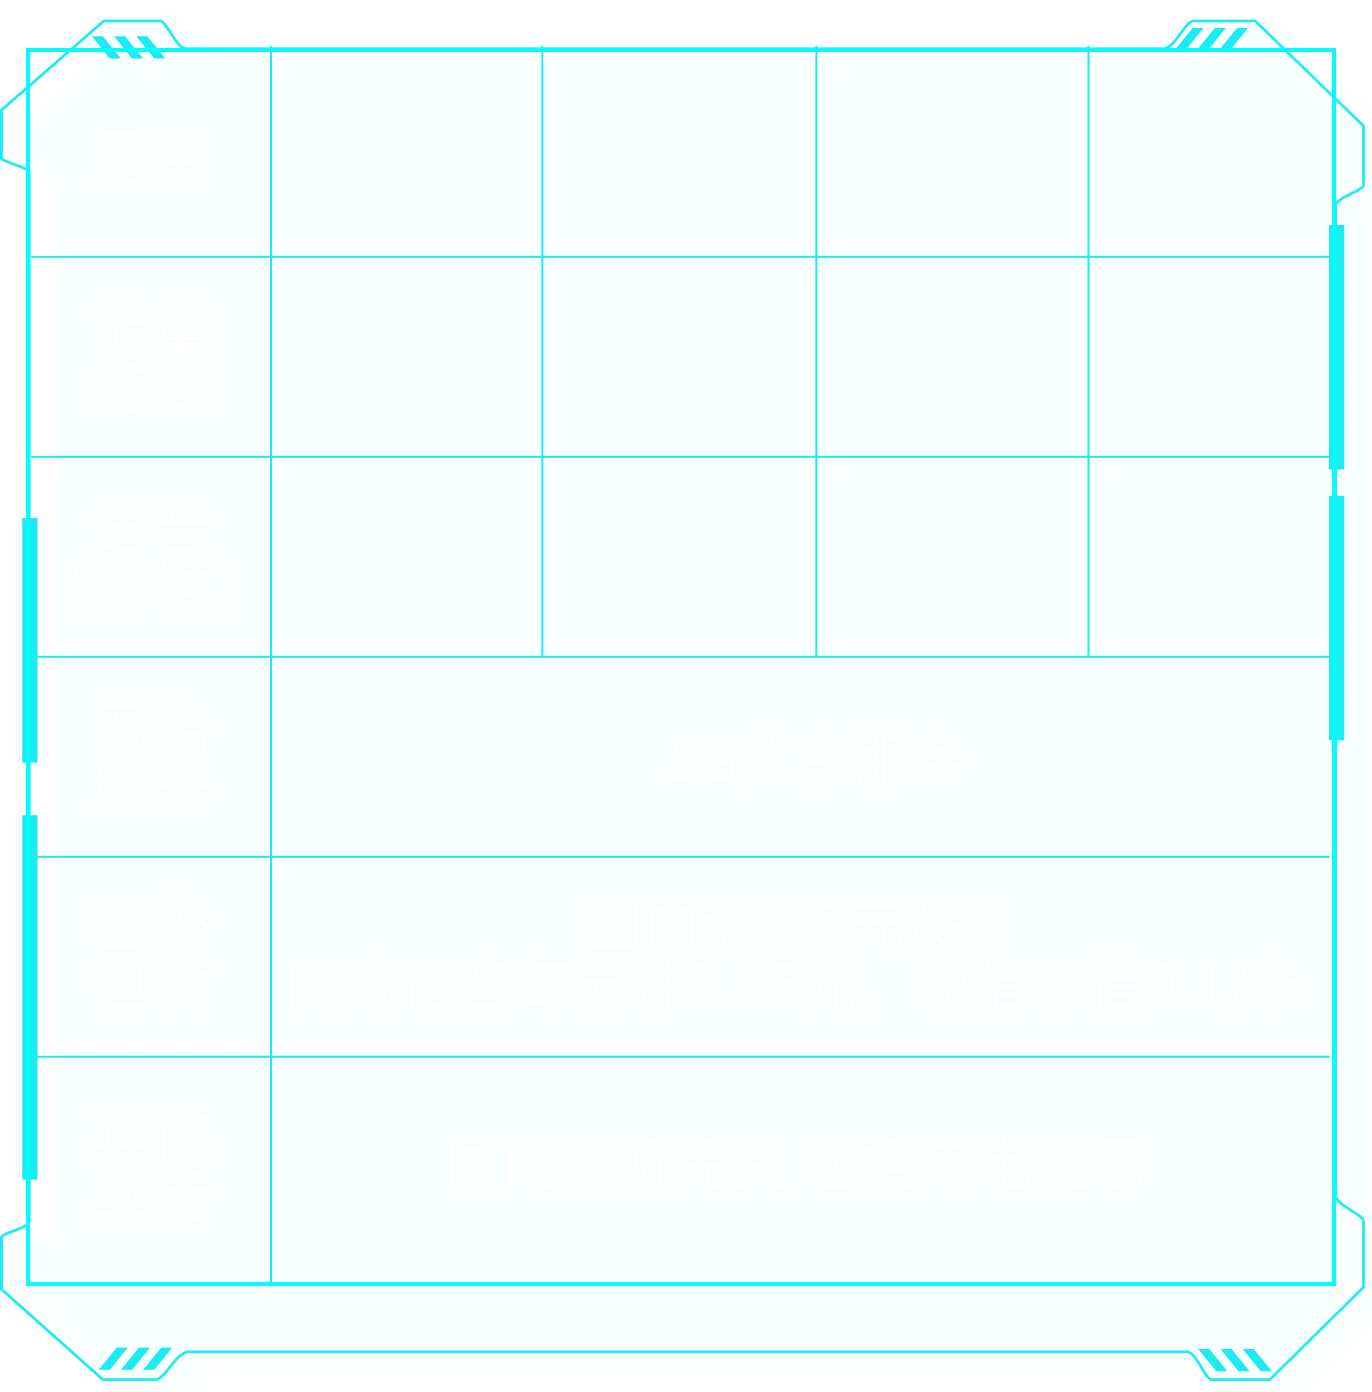 月费
流量
（GB）
语音
（分钟）
网络
服务
5G优享服务
套外
包含
国内流量3元/GB
国内语音每分钟0.15元，短信彩信0.1/条
其他
业务
国内接听免费 包括来电提示